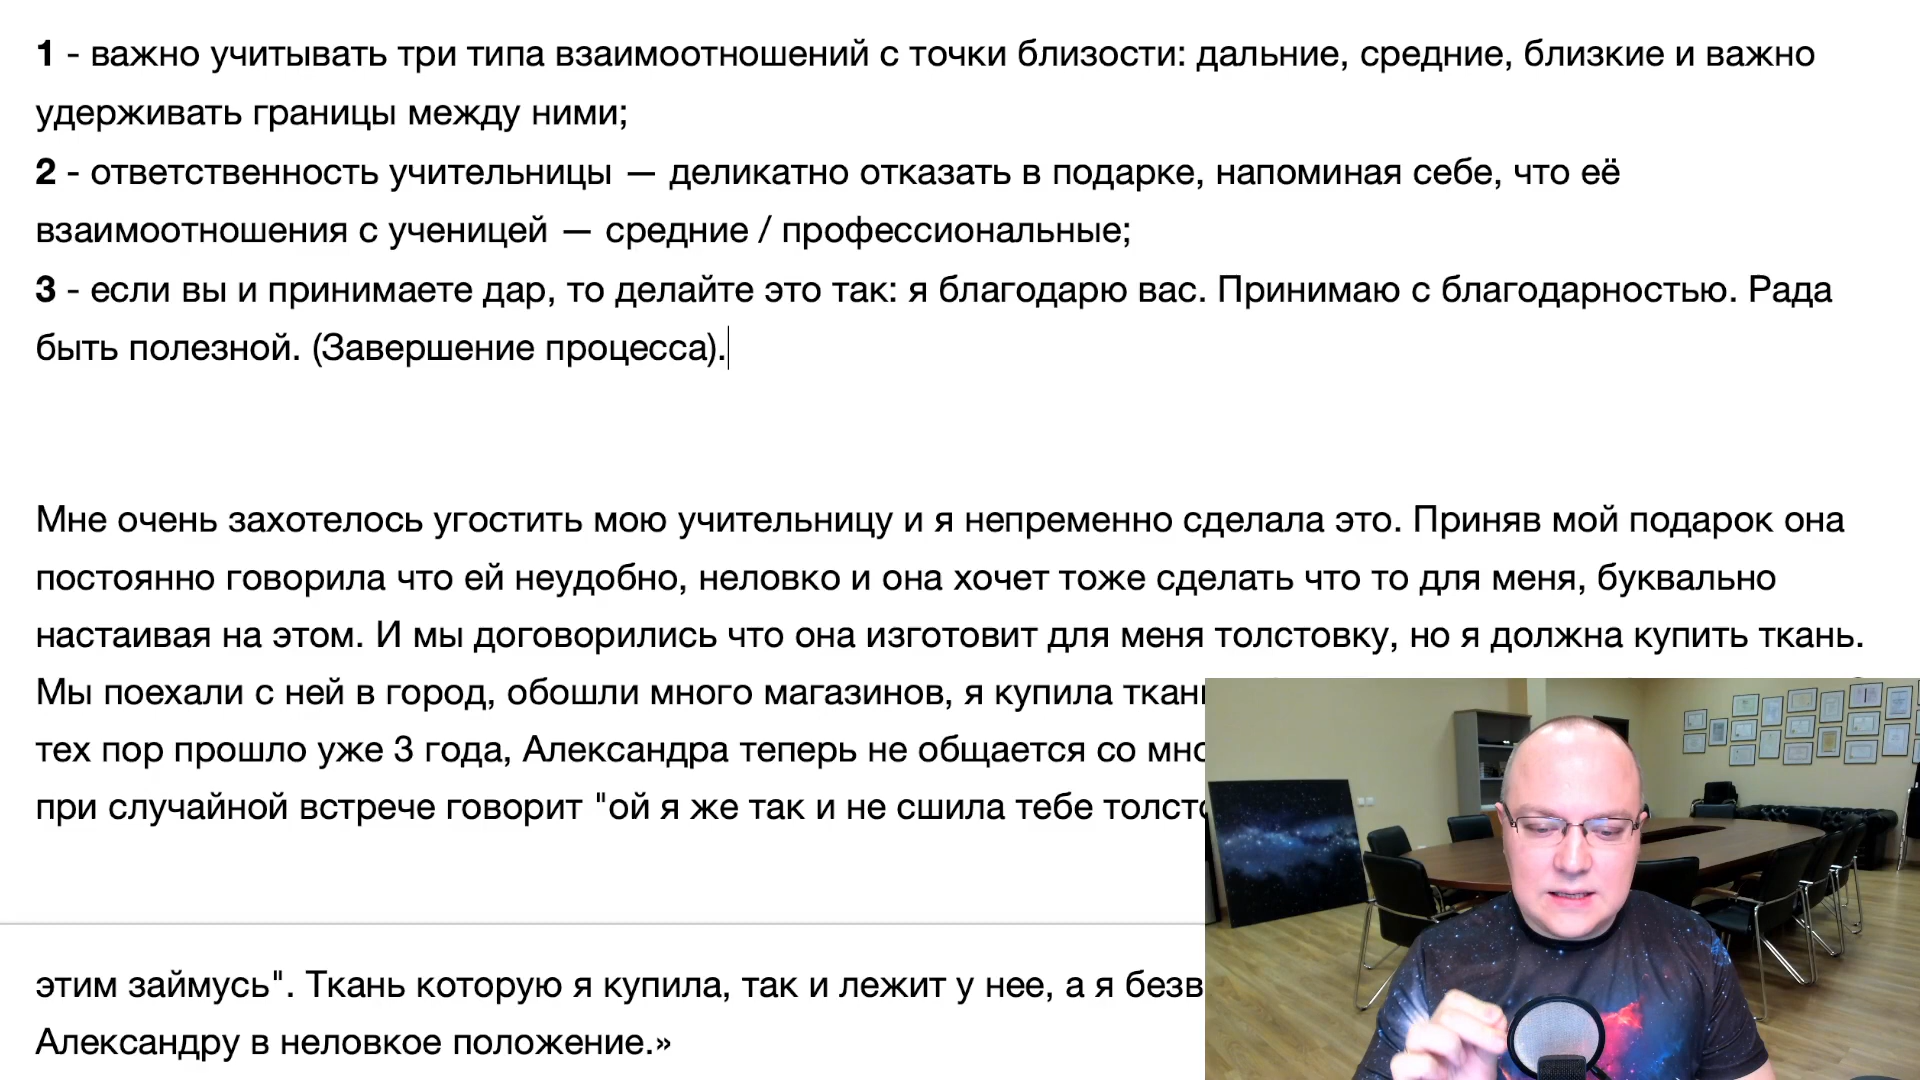 1 - важно учитывать три типа взаимоотношений с точки близости: дальние, средние, близкие и важно
удерживать границы между ними;
2 - ответственность учительницы — деликатно отказать в подарке, напоминая себе, что её
взаимоотношения с ученицей — средние / профессиональные;
3 - если вы и принимаете дар, то делайте это так: я благодарю вас. Принимаю с благодарностью. Рада
быть полезной. (Завершение процесса).
Мне очень захотелось угостить мою учительницу и я непременно сделала это. Приняв мой подарок она
постоянно говорила что ей неудобно, неловко и она хочет тоже сделать что то для меня, буквально
настаивая на этом. И мы договорились что она изготовит для меня толстовку, но я должна купить ткань.
Мы поехали с ней в город, обошли много магазинов, я купила
тех пор прошло уже 3 года, Александра теперь не общается со
при случайной встрече говорит "ой я же так и не сшила тебе
этим займусь". Ткань которую я купила, так и лежит у нее, а я
Александру в неловкое положение.»